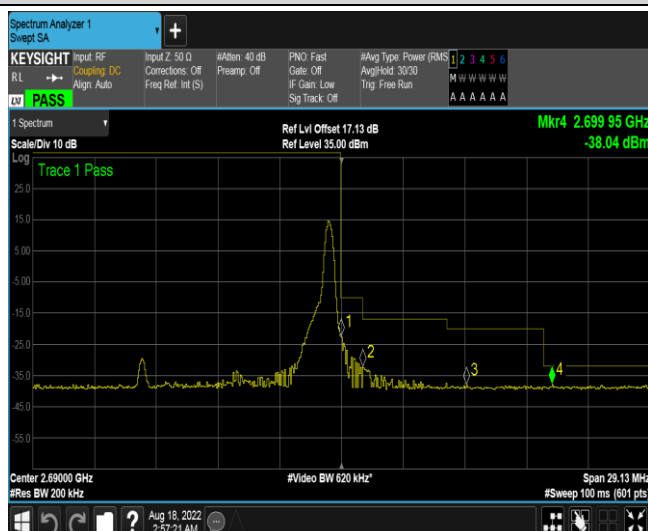 Spectrum Analyzer 1
Swept SA
+
KEYSIGHT
RL
Input: RF
Coupling: DC
Align: Auto
Input Z: 50 Ω
Corrections: Off
Freq Ref: Int (S)
#Atten: 40 dB
Preamp: Off
PNO: Fast
Gate: Off
IF Gain: Low
Sig Track: Off
#Avg Type: Power (RMS
Avg|Hold: 30/30
Trig: Free Run
1 2 3 4 5 6
M W W W W W
A A A A A A
LXI PASS
1 Spectrum
Scale/Div 10 dB
Ref Lvl Offset 17.13 dB
Ref Level 35.00 dBm
Mkr4 2.699 95 GHz
-38.04 dBm
Log
Trace 1 Pass
25.0
15.0
5.00
-5.00
-15.0
-25.0
-35.0
-45.0
-55.0
1
2
3
4
Center 2.69000 GHz
#Res BW 200 kHz
#Video BW 620 kHz*
Span 29.13 MHz
#Sweep 100 ms (601 pts)
?
Aug 18, 2022
2:57:21 AM